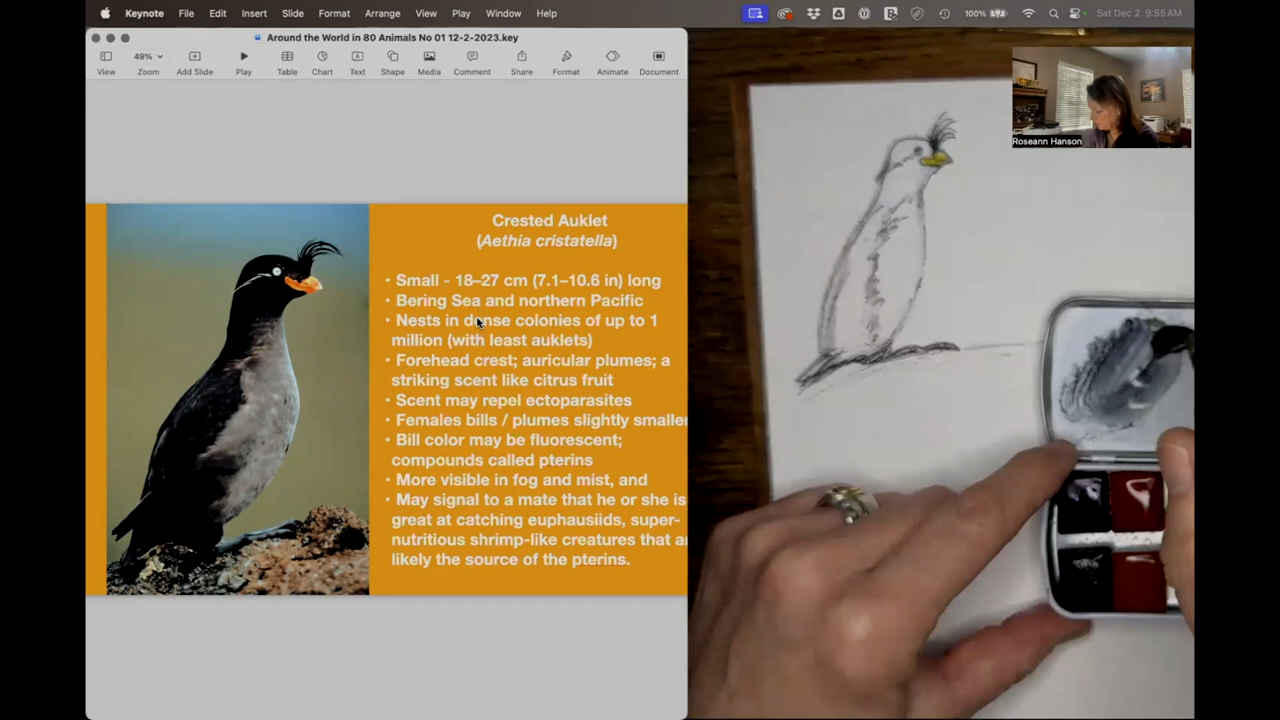 Keynote File Edit Insert Slide Format Arrange View Play Window Help
100% Sat Dec 2 9:55 AM
Around the World in 80 Animals No 01 12-2-2023.key
49%
View Zoom Add Slide Play Table Chart Text Shape Media Comment Share Format Animate Document
Roseann Hanson
Crested Auklet
(Aethia cristatella)
• Small - 18–27 cm (7.1–10.6 in) long
• Bering Sea and northern Pacific
• Nests in dense colonies of up to 1
million (with least auklets)
• Forehead crest; auricular plumes; a
striking scent like citrus fruit
• Scent may repel ectoparasites
• Females bills / plumes slightly smaller
• Bill color may be fluorescent;
compounds called pterins
• More visible in fog and mist, and
• May signal to a mate that he or she is
great at catching euphausiids, super-
nutritious shrimp-like creatures that
likely the source of the pterins.